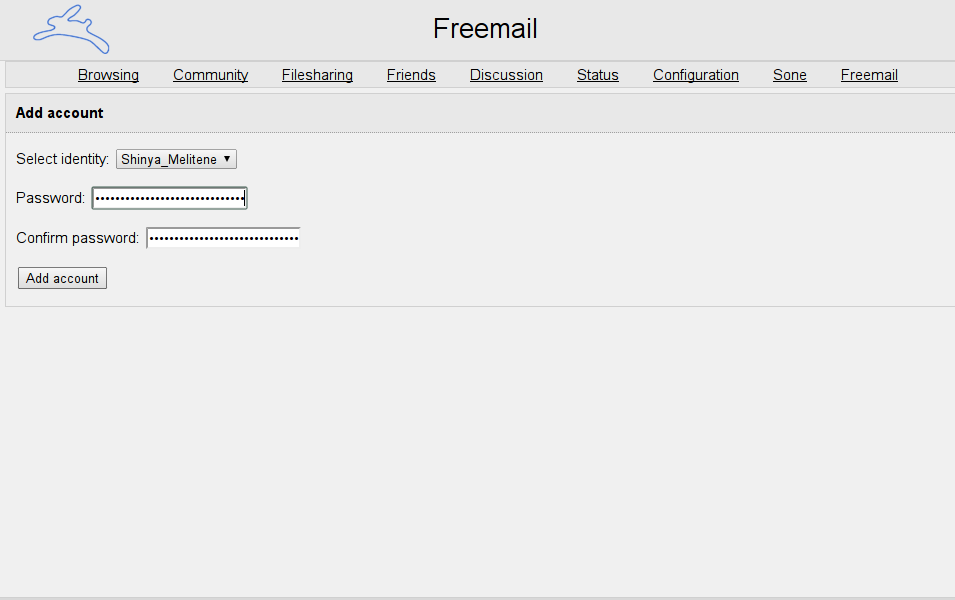 Freemail
Browsing Community Filesharing Friends Discussion Status Configuration Sone Freemail
Add account
Select identity: Shinya_Melitene ▼
Password: ••••••••••••••••••••••••••••••
Confirm password: ••••••••••••••••••••••••••••••
Add account